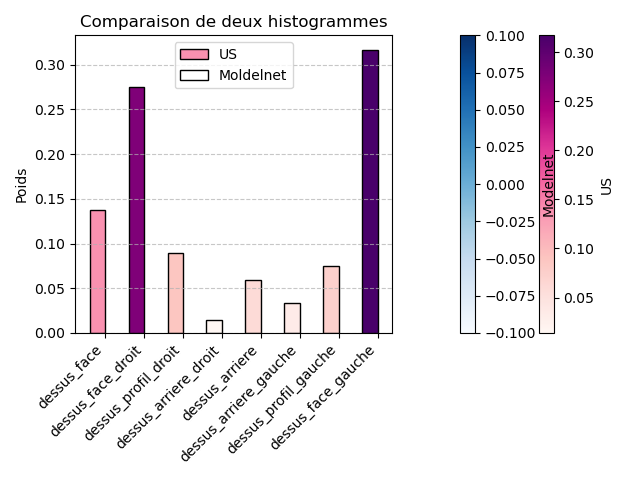 Comparaison de deux histogrammes
US
Moldelnet
Poids
0.30
0.25
0.20
0.15
0.10
0.05
0.00
dessus_face
dessus_face_droit
dessus_profil_droit
dessus_arriere_droit
dessus_arriere
dessus_arriere_gauche
dessus_profil_gauche
dessus_face_gauche
0.100
0.075
0.050
0.025
0.000
−0.025
−0.050
−0.075
−0.100
Modelnet
0.30
0.25
0.20
0.15
0.10
0.05
US